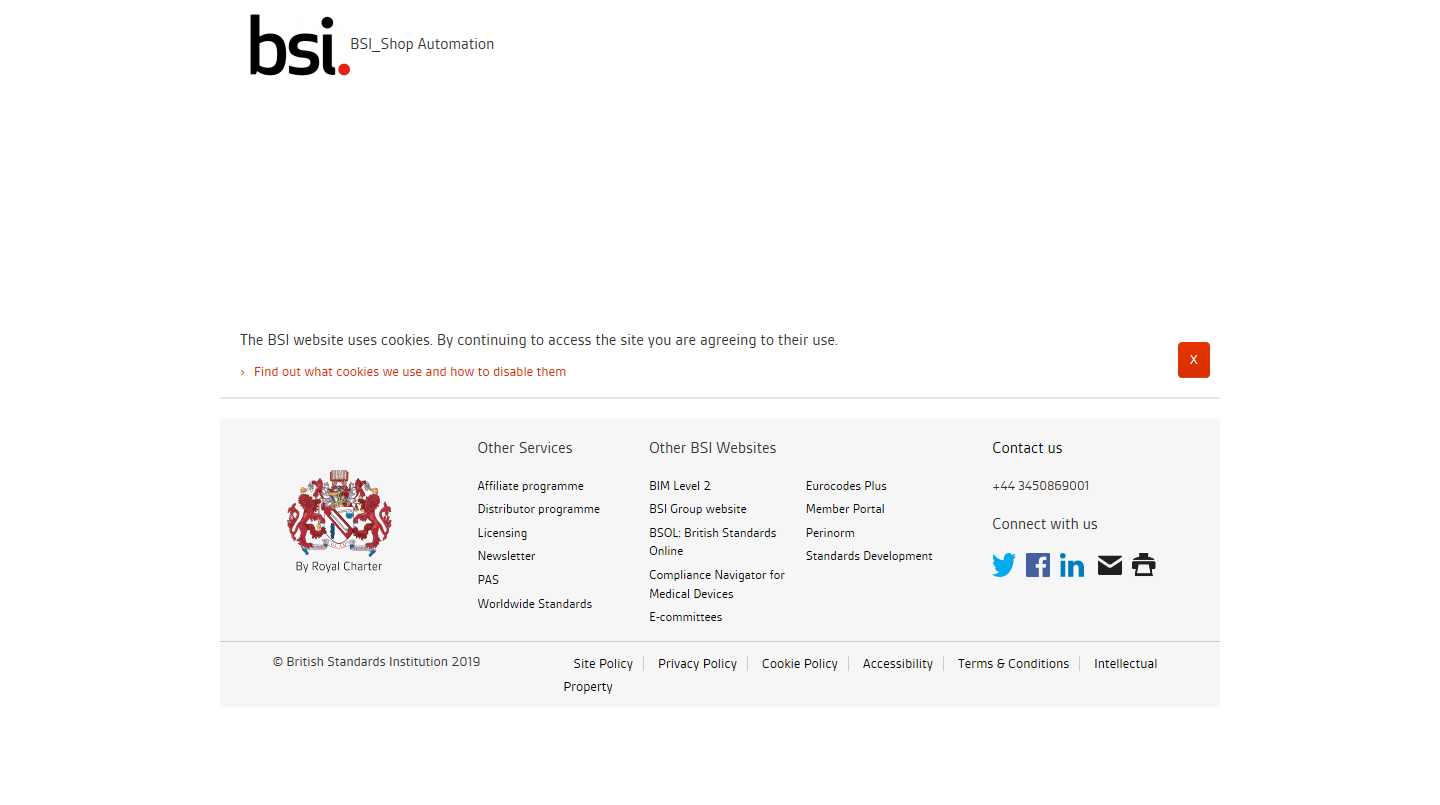 bsi.
BSI_Shop Automation
The BSI website uses cookies. By continuing to access the site you are agreeing to their use.
› Find out what cookies we use and how to disable them
X
By Royal Charter
Other Services
Affiliate programme
Distributor programme
Licensing
Newsletter
PAS
Worldwide Standards
Other BSI Websites
BIM Level 2
BSI Group website
BSOL: British Standards
Online
Compliance Navigator for
Medical Devices
E-committees
Eurocodes Plus
Member Portal
Perinorm
Standards Development
Contact us
+44 3450869001
Connect with us
© British Standards Institution 2019
Site Policy Privacy Policy Cookie Policy Accessibility Terms & Conditions Intellectual
Property